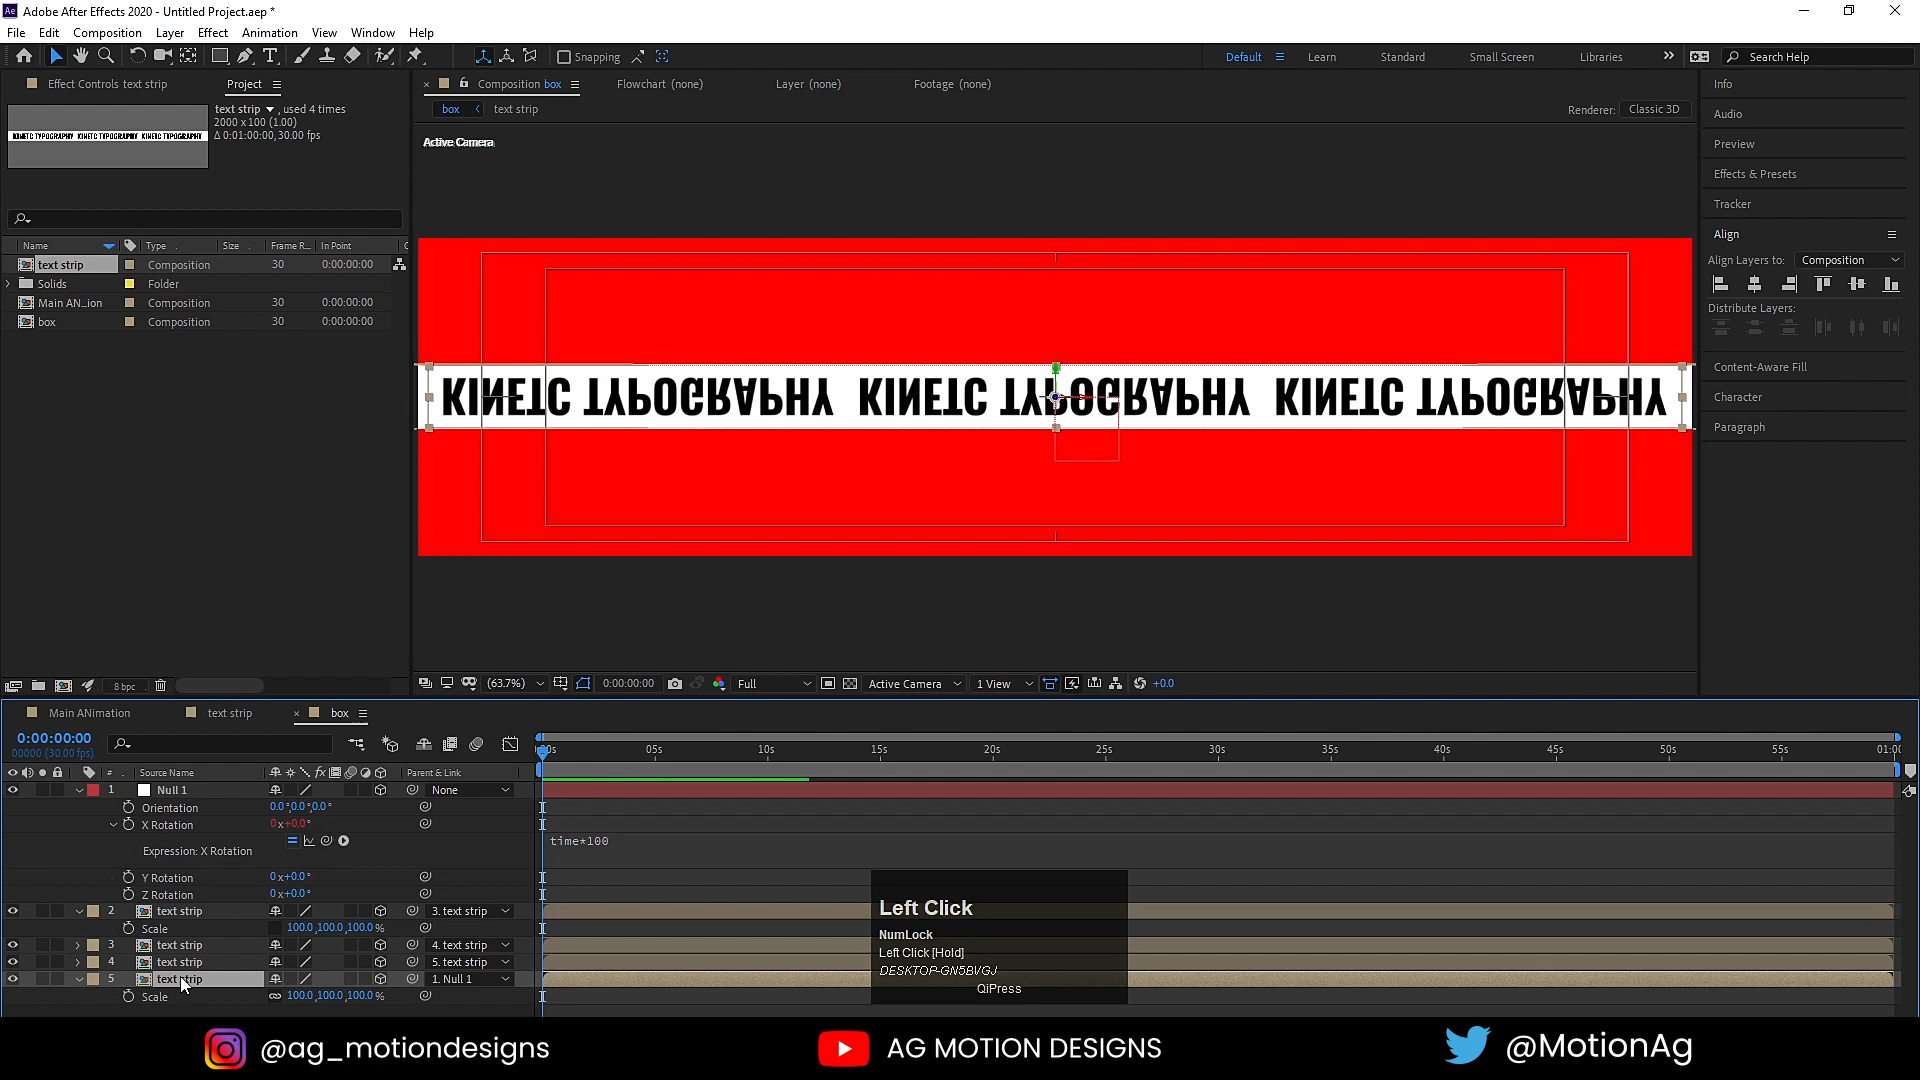 Adobe After Effects 2020 - Untitled Project.aep *
File Edit Composition Layer Effect Animation View Window Help
Snapping Default Learn Standard Small Screen Libraries Search Help
Effect Controls text strip Project
text strip , used 4 times
2000 x 100 (1.00)
Δ 0:01:00:00, 30.00 fps
KINETC TYPOGRAPHY KINETC TYPOGRAPHY KINETC TYPOGRAPHY
Name Type Size Frame R... In Point
text strip Composition 30 0:00:00:00
Solids Folder
Main AN...ion Composition 30 0:00:00:00
box Composition 30 0:00:00:00
8 bpc
Composition box Flowchart (none) Layer (none) Footage (none)
box text strip
Renderer: Classic 3D
Active Camera
KINETC TYPOGRAPHY KINETC TYPOGRAPHY KINETC TYPOGRAPHY
(63.7%) 0:00:00:00 Full Active Camera 1 View +0.0
Info
Audio
Preview
Effects & Presets
Tracker
Align
Align Layers to: Composition
Distribute Layers:
Content-Aware Fill
Character
Paragraph
Main ANimation text strip box
0:00:00:00
00000 (30.00 fps)
:00s 05s 10s 15s 20s 25s 30s 35s 40s 45s 50s 55s 01:00
# Source Name Parent & Link
1 Null 1 None
Orientation 0.0°,0.0°,0.0°
X Rotation 0x+0.0°
Expression: X Rotation time*100
Y Rotation 0x+0.0°
Z Rotation 0x+0.0°
2 text strip 3. text strip
Scale 100.0,100.0,100.0%
3 text strip 4. text strip
4 text strip 5. text strip
5 text strip 1. Null 1
Scale 100.0,100.0,100.0%
Left Click
NumLock
Left Click [Hold]
DESKTOP-GN5BVGJ
QiPress
@ag_motiondesigns AG MOTION DESIGNS @MotionAg